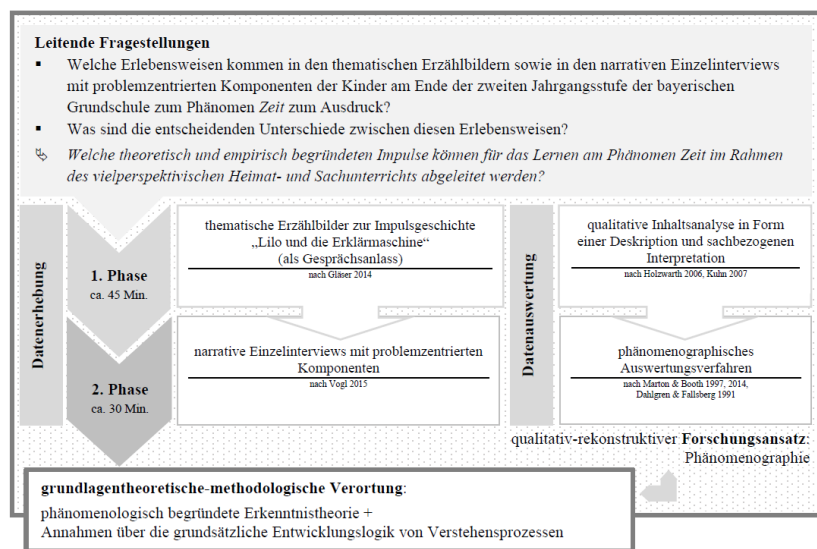 Leitende Fragestellungen
▪ Welche Erlebensweisen kommen in den thematischen Erzählbildern sowie in den narrativen Einzelinterviews
mit problemzentrierten Komponenten der Kinder am Ende der zweiten Jahrgangsstufe der bayerischen
Grundschule zum Phänomen Zeit zum Ausdruck?
▪ Was sind die entscheidenden Unterschiede zwischen diesen Erlebensweisen?
Welche theoretisch und empirisch begründeten Impulse können für das Lernen am Phänomen Zeit im Rahmen
des vielperspektivischen Heimat- und Sachunterrichts abgeleitet werden?
Datenerhebung
1. Phase
ca. 45 Min.
thematische Erzählbilder zur Impulsgeschichte
„Lilo und die Erklärmaschine“
(als Gesprächsanlass)
nach Gläser 2014
2. Phase
ca. 30 Min.
narrative Einzelinterviews mit problemzentrierten
Komponenten
nach Vogl 2015
Datenauswertung
qualitative Inhaltsanalyse in Form
einer Deskription und sachbezogenen
Interpretation
nach Holzwarth 2006, Kuhn 2007
phänomenographisches
Auswertungsverfahren
nach Marton & Booth 1997, 2014,
Dahlgren & Fallsberg 1991
qualitativ-rekonstruktiver Forschungsansatz:
Phänomenographie
grundlagentheoretische-methodologische Verortung:
phänomenologisch begründete Erkenntnistheorie +
Annahmen über die grundsätzliche Entwicklungslogik von Verstehensprozessen